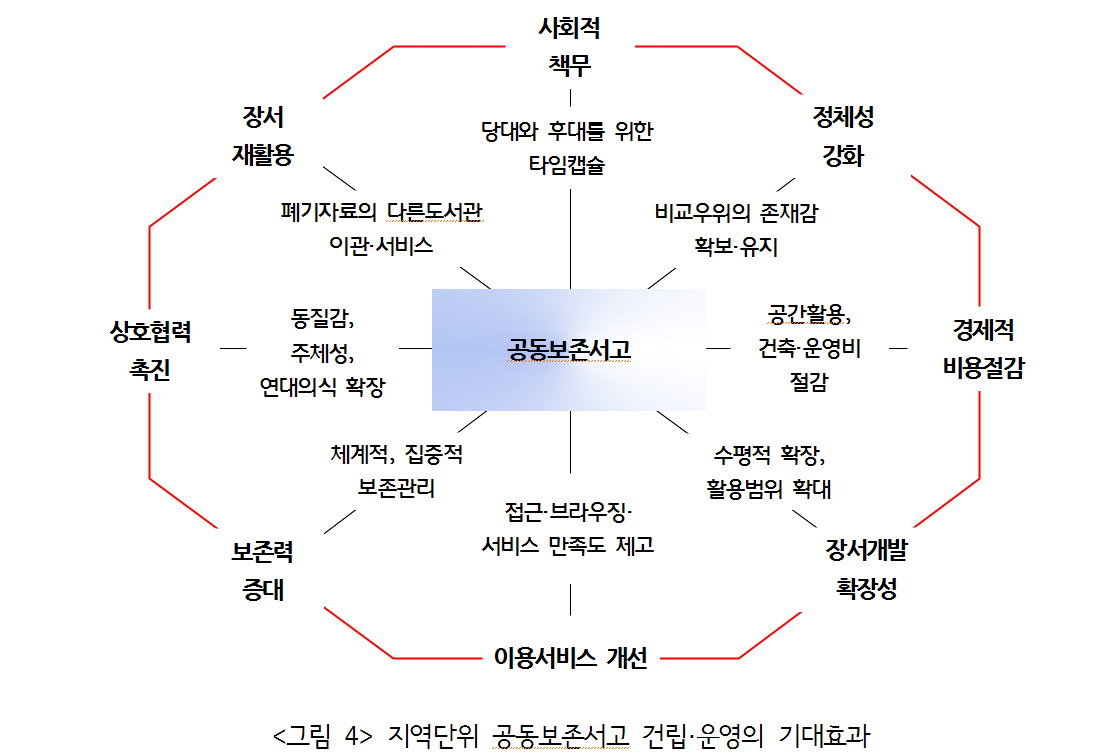 사회적
책무
당대와 후대를 위한
타임캡슐
장서
재활용
폐기자료의 다른도서관
이관·서비스
정체성
강화
비교우위의 존재감
확보·유지
상호협력
촉진
동질감,
주체성,
연대의식 확장
공동보존서고
공간활용,
건축·운영비
절감
경제적
비용절감
체계적, 집중적
보존관리
보존력
증대
접근·브라우징·
서비스 만족도 제고
수평적 확장,
활용범위 확대
장서개발
확장성
이용서비스 개선
<그림 4> 지역단위 공동보존서고 건립·운영의 기대효과